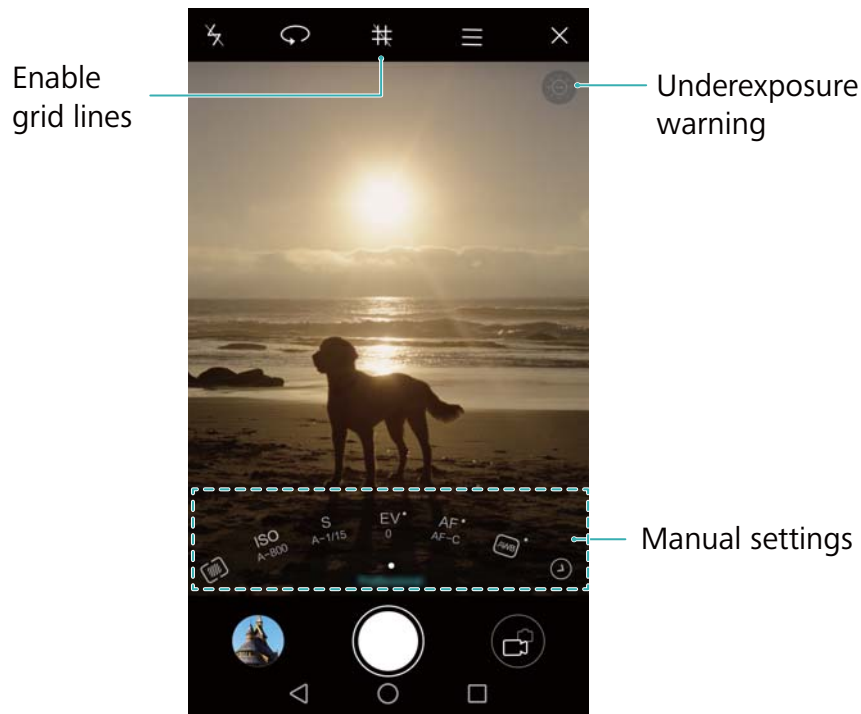 Enable
grid lines
Underexposure
warning
ISO
A-800
S
A-1/15
EV
0
AF
AF-C
AWB
Manual settings